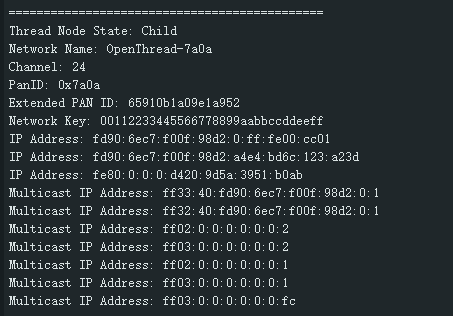 =============================================
Thread Node State: Child
Network Name: OpenThread-7a0a
Channel: 24
PanID: 0x7a0a
Extended PAN ID: 65910b1a09e1a952
Network Key: 00112233445566778899aabbccddeeff
IP Address: fd90:6ec7:f00f:98d2:0:ff:fe00:cc01
IP Address: fd90:6ec7:f00f:98d2:a4e4:bd6c:123:a23d
IP Address: fe80:0:0:0:d420:9d5a:3951:b0ab
Multicast IP Address: ff33:40:fd90:6ec7:f00f:98d2:0:1
Multicast IP Address: ff32:40:fd90:6ec7:f00f:98d2:0:1
Multicast IP Address: ff02:0:0:0:0:0:0:2
Multicast IP Address: ff03:0:0:0:0:0:0:2
Multicast IP Address: ff02:0:0:0:0:0:0:1
Multicast IP Address: ff03:0:0:0:0:0:0:1
Multicast IP Address: ff03:0:0:0:0:0:0:fc